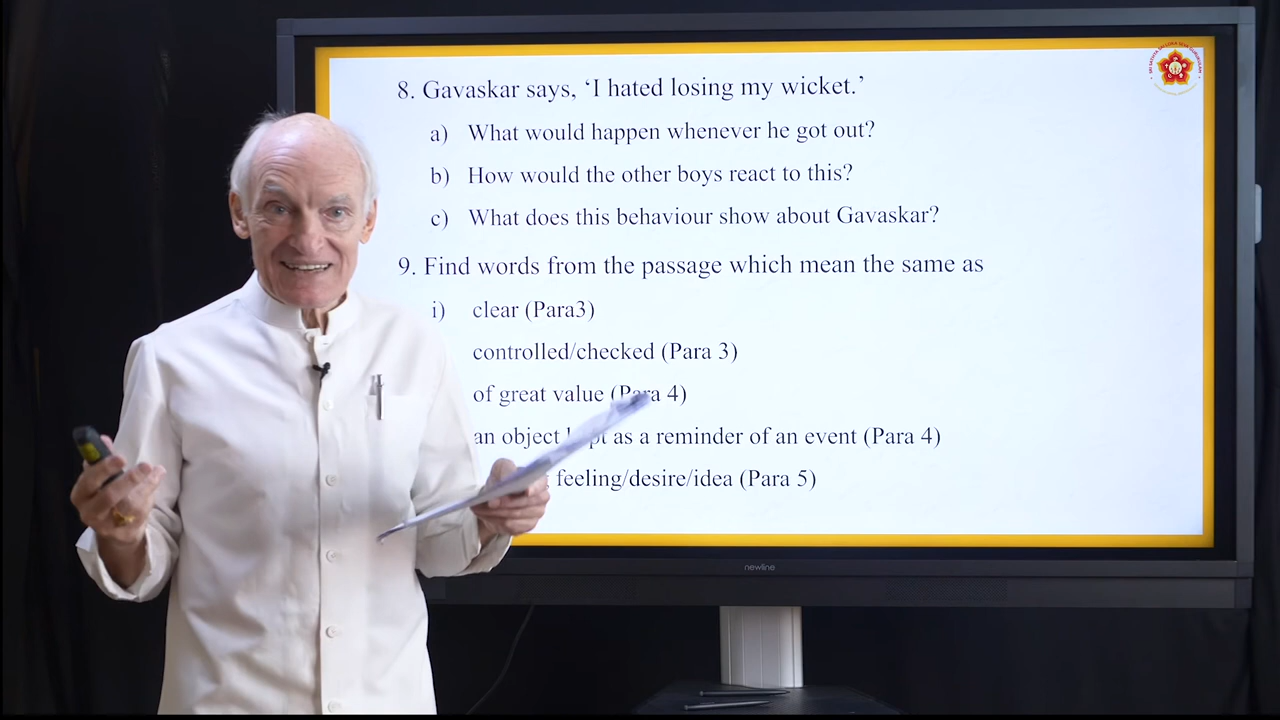 8. Gavaskar says, ‘I hated losing my wicket.’
a) What would happen whenever he got out?
b) How would the other boys react to this?
c) What does this behaviour show about Gavaskar?
9. Find words from the passage which mean the same as
i) clear (Para3)
controlled/checked (Para 3)
of great value (Para 4)
an object as a reminder of an event (Para 4)
feeling/desire/idea (Para 5)
newline